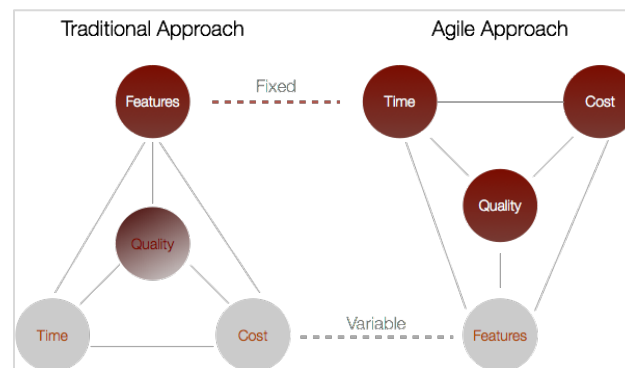 Traditional Approach
Agile Approach
Features
Fixed
Time
Cost
Quality
Quality
Time
Cost
Variable
Features